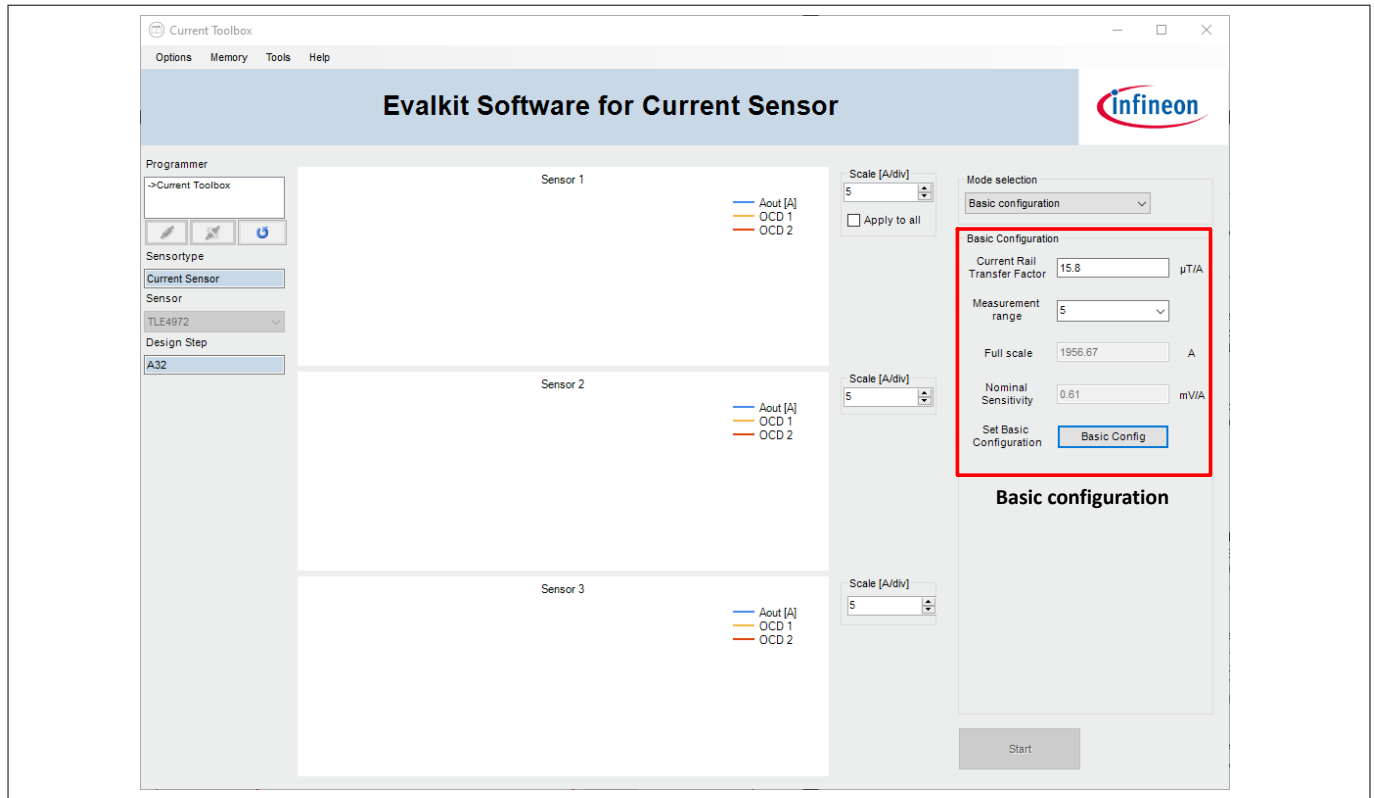 Current Toolbox
Options Memory Tools Help
Evalkit Software for Current Sensor
infineon
Programmer
->Current Toolbox
Sensortype
Current Sensor
Sensor
TLE4972
Design Step
A32
Sensor 1
Aout [A]
OCD 1
OCD 2
Scale [A/div]
5
Apply to all
Sensor 2
Aout [A]
OCD 1
OCD 2
Scale [A/div]
5
Sensor 3
Aout [A]
OCD 1
OCD 2
Scale [A/div]
5
Mode selection
Basic configuration
Basic Configuration
Current Rail
Transfer Factor 15.8 µT/A
Measurement
range 5
Full scale 1956.67 A
Nominal
Sensitivity 0.61 mV/A
Set Basic
Configuration Basic Config
Basic configuration
Start